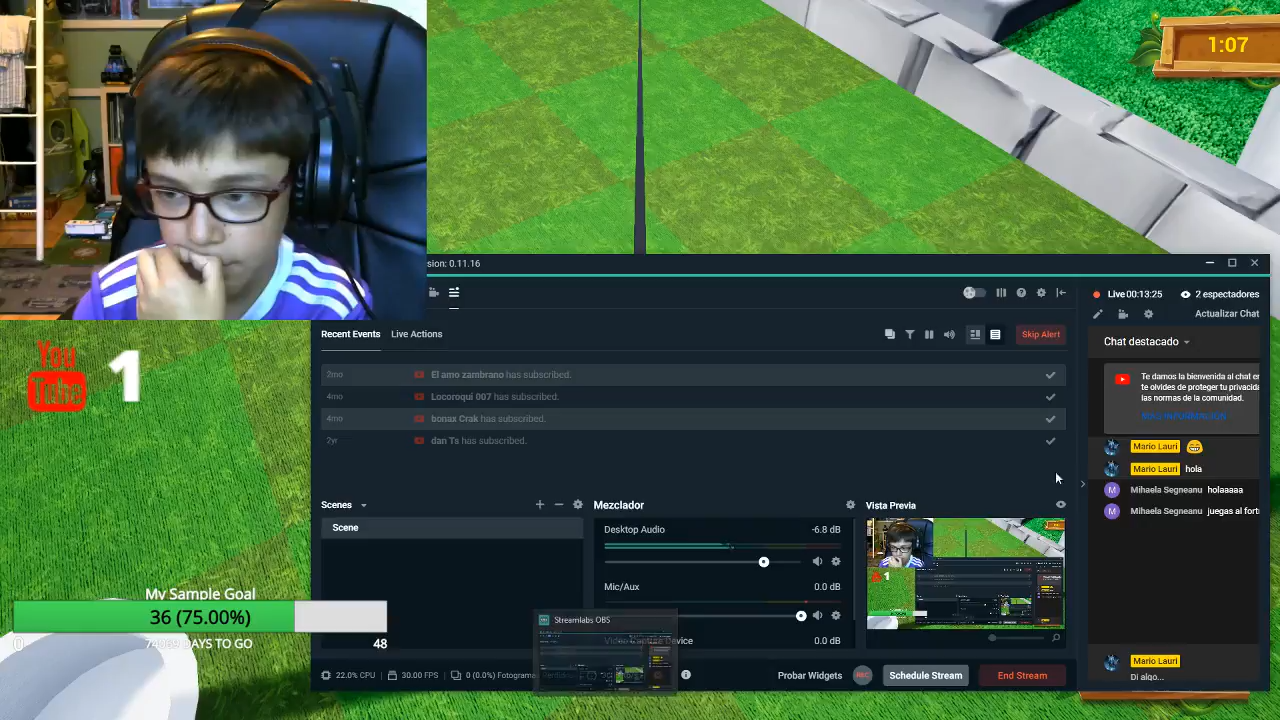 1:07
sion: 0.11.16
Live 00:13:25
2 espectadores
Actualizar Chat
Recent Events
Live Actions
Skip Alert
Chat destacado
2mo El amo zambrano has subscribed.
4mo Locoroqui 007 has subscribed.
4mo bonax Crak has subscribed.
2yr dan Ts has subscribed.
Te damos la bienvenida al chat en
te olvides de proteger tu privacida
las normas de la comunidad.
Mario Lauri
Mario Lauri hola
Mihaela Segneanu holaaaaa
Mihaela Segneanu juegas al fort
You
Tube 1
Scenes
Mezclador
Vista Previa
Scene
Desktop Audio -6.8 dB
Mic/Aux 0.0 dB
0.0 dB
Streamlabs OBS
My Sample Goal
36 (75.00%)
0
DAYS TO GO
48
Mario Lauri
Di algo...
22.0% CPU
30.00 FPS
0 (0.0%) Fotograma
Probar Widgets
REC
Schedule Stream
End Stream